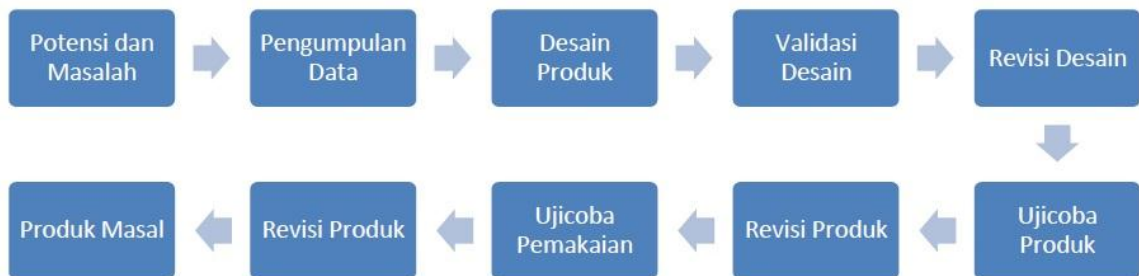 Potensi dan
Masalah
Pengumpulan
Data
Desain
Produk
Validasi
Desain
Revisi Desain
Ujicoba
Produk
Revisi Produk
Ujicoba
Pemakaian
Revisi Produk
Produk Masal